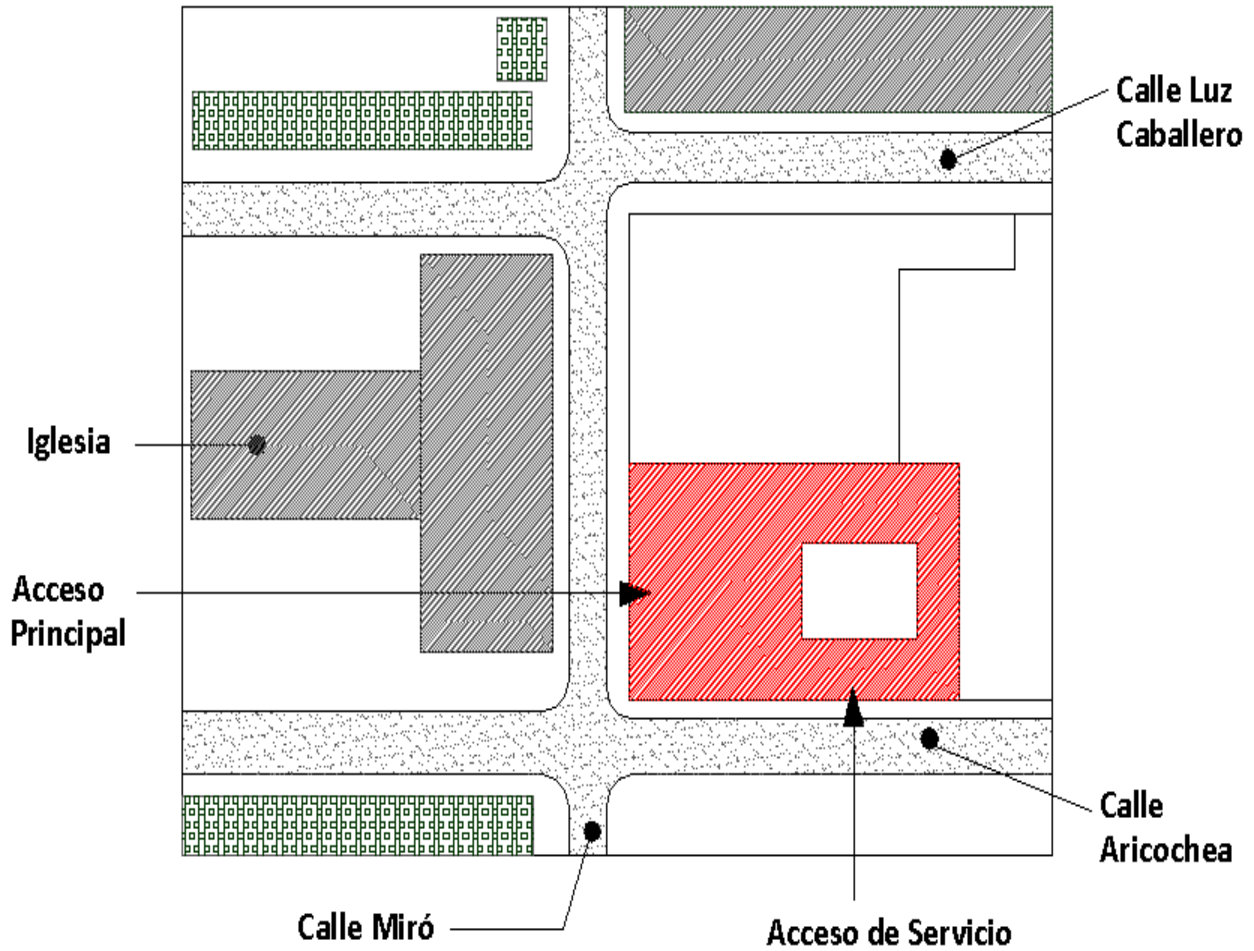 Calle Luz
Caballero
Iglesia
Acceso
Principal
Calle
Aricochea
Calle Miró
Acceso de Servicio